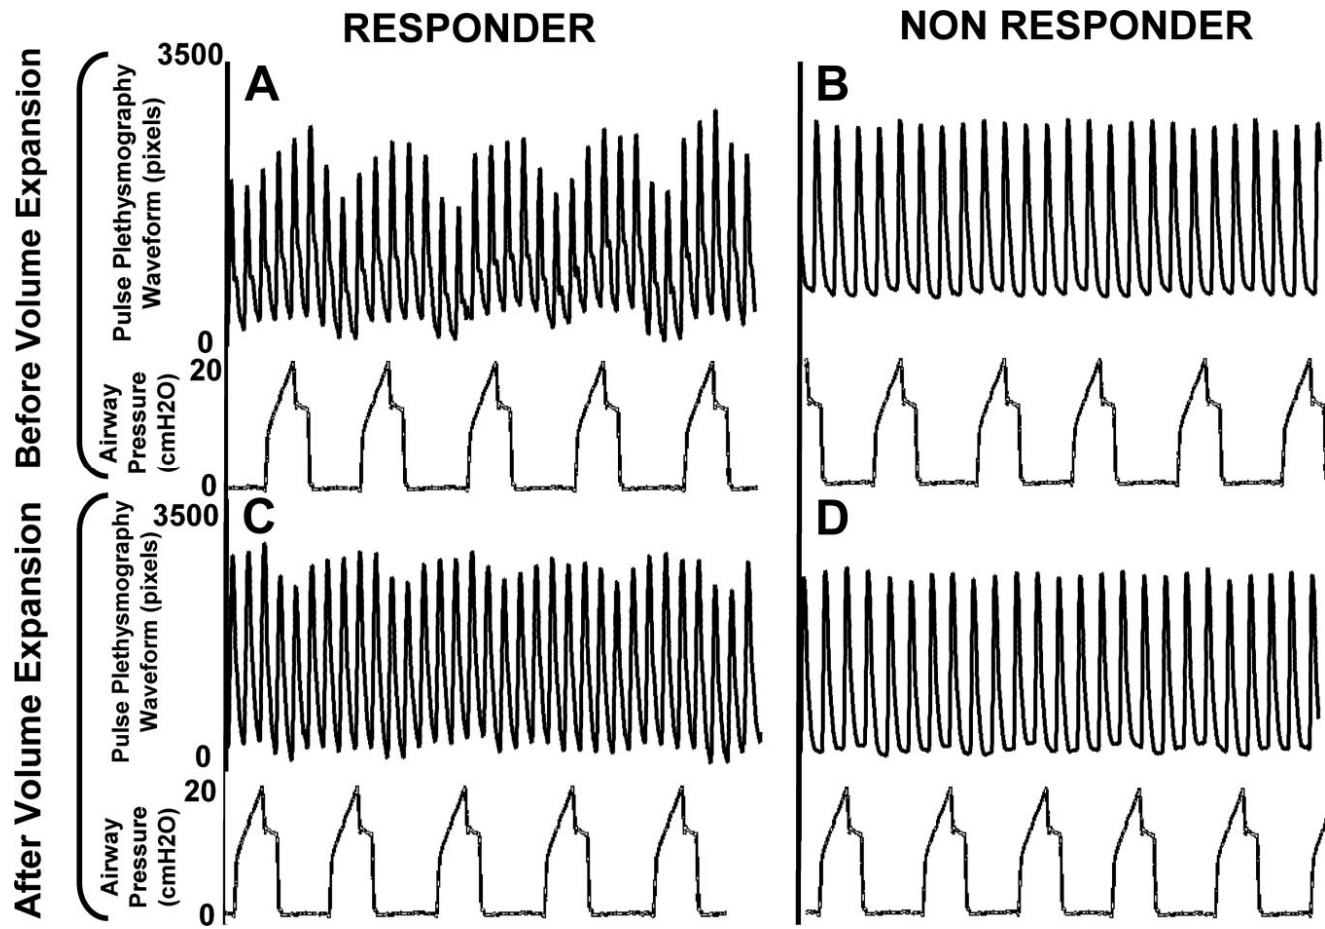 RESPONDER
NON RESPONDER
Before Volume Expansion
Pulse Plethysmography
Waveform (pixels)
3500
0
A
B
Airway
Pressure
(cmH2O)
20
0
After Volume Expansion
Pulse Plethysmography
Waveform (pixels)
3500
0
C
D
Airway
Pressure
(cmH2O)
20
0